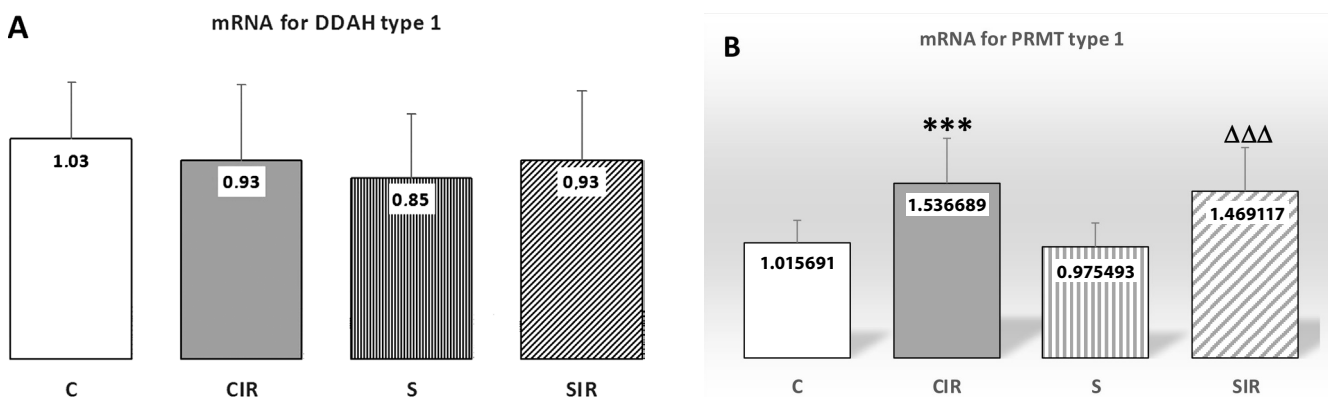 A
mRNA for DDAH type 1
1.03
0.93
0.85
0,93
C CIR S SIR
B
mRNA for PRMT type 1
***
ΔΔΔ
1.015691
1.536689
0.975493
1.469117
C CIR S SIR